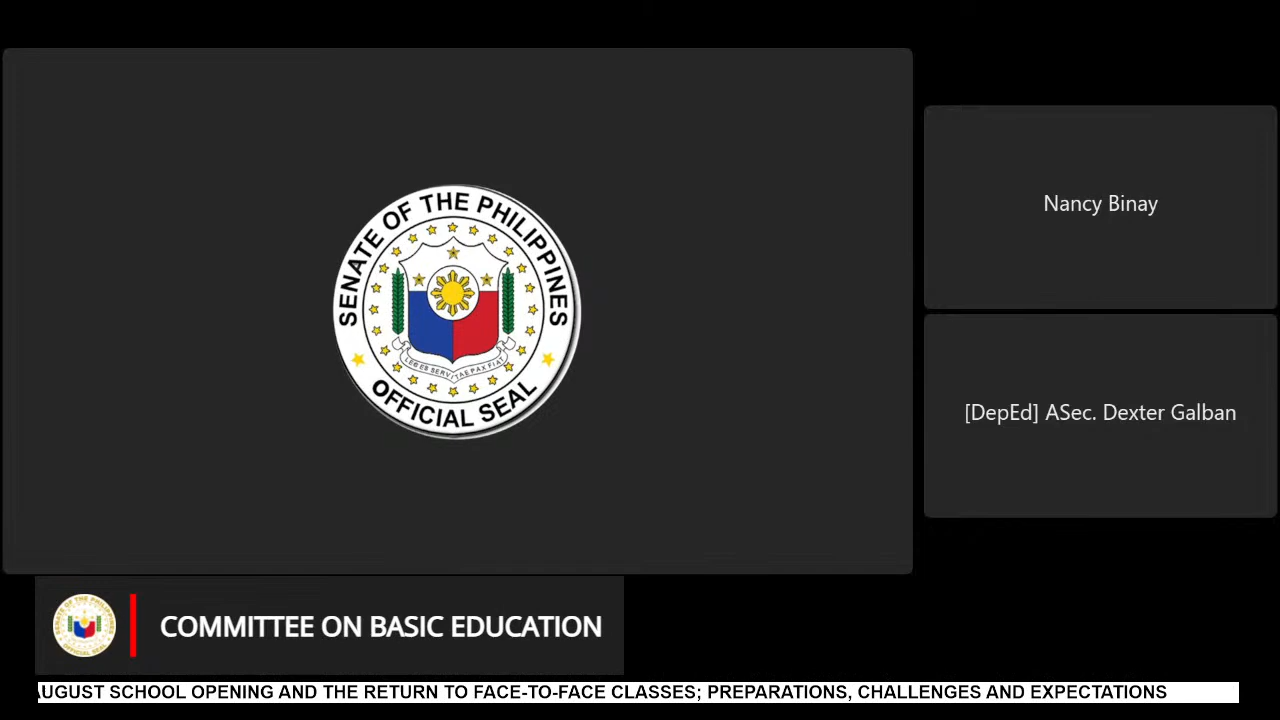 SENATE OF THE PHILIPPINES
OFFICIAL SEAL
Nancy Binay
[DepEd] ASec. Dexter Galban
COMMITTEE ON BASIC EDUCATION
AUGUST SCHOOL OPENING AND THE RETURN TO FACE-TO-FACE CLASSES; PREPARATIONS, CHALLENGES AND EXPECTATIONS